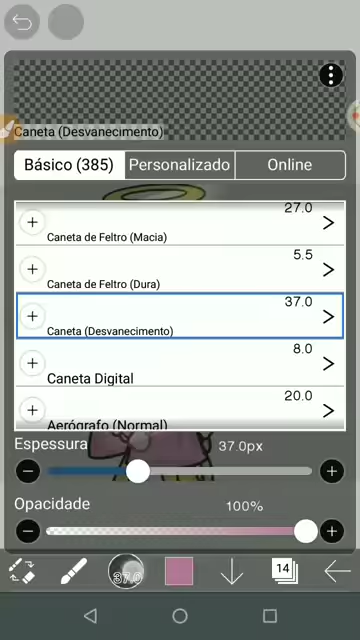 Caneta (Desvanecimento)
Básico (385) Personalizado Online
27.0
Caneta de Feltro (Macia)
5.5
Caneta de Feltro (Dura)
37.0
Caneta (Desvanecimento)
8.0
Caneta Digital
20.0
Aerógrafo (Normal)
Espessura 37.0px
Opacidade 100%
37.0 14